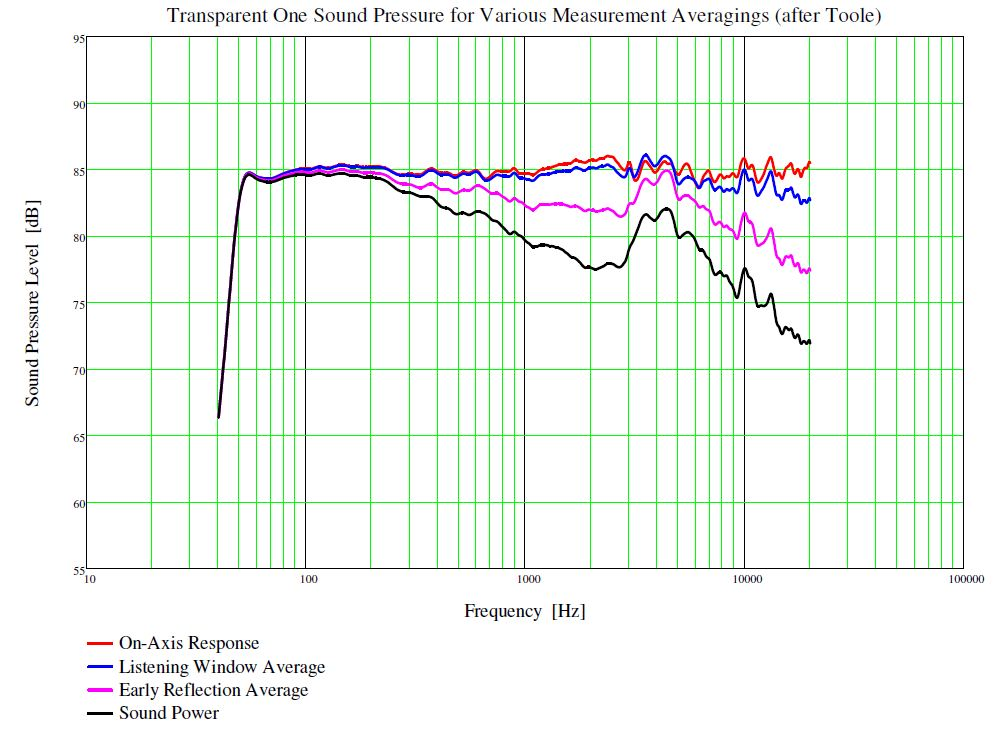 Transparent One Sound Pressure for Various Measurement Averagings (after Toole)
95
90
85
80
75
70
65
60
55
Sound Pressure Level [dB]
10 100 1000 10000 100000
Frequency [Hz]
On-Axis Response
Listening Window Average
Early Reflection Average
Sound Power